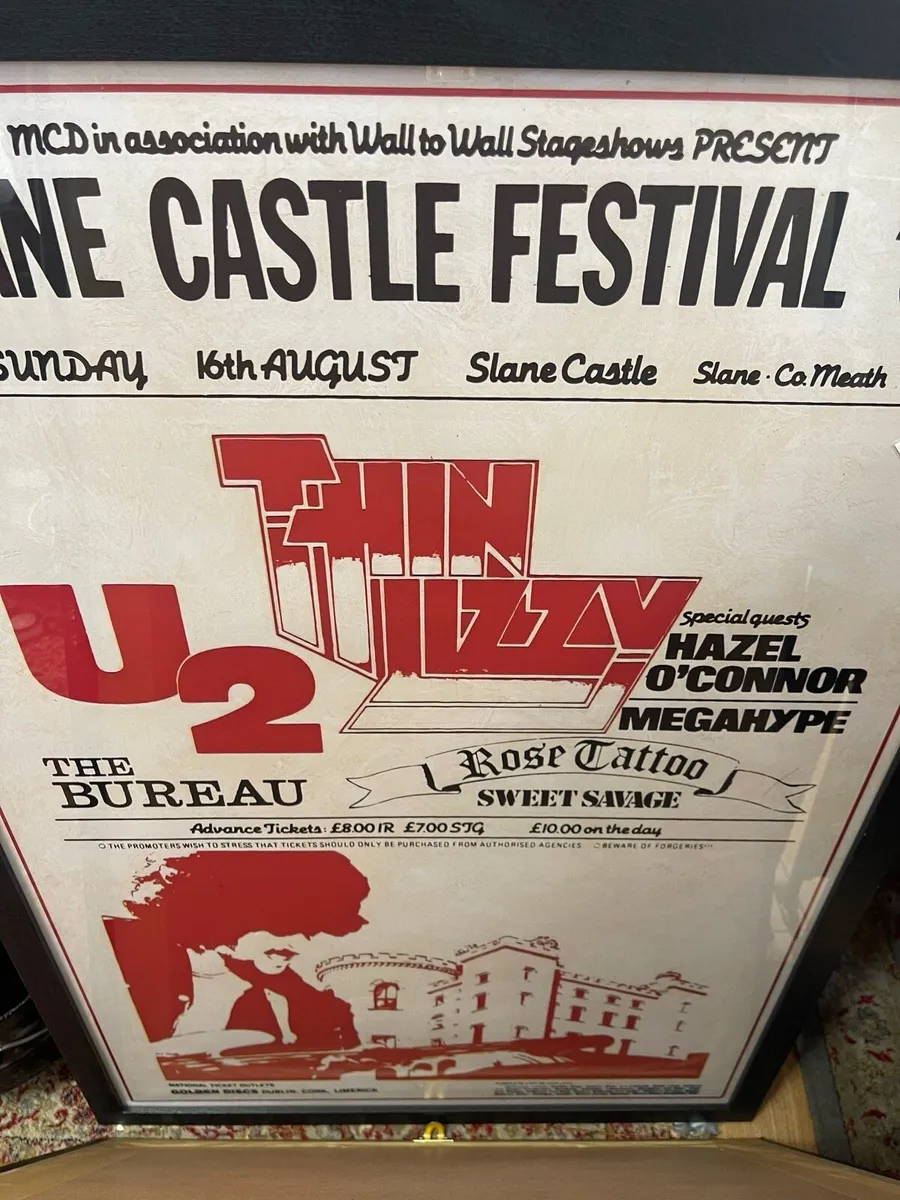 MCD in association with Wall to Wall Stageshows PRESENT
NE CASTLE FESTIVAL
SUNDAY 16th AUGUST Slane Castle Slane · Co. Meath
THIN
LIZZY
U2
Special guests
HAZEL
O'CONNOR
MEGAHYPE
THE
BUREAU
Rose Tattoo
SWEET SAVAGE
Advance Tickets: £8.00 IR £7.00 STG £10.00 on the day
THE PROMOTERS WISH TO STRESS THAT TICKETS SHOULD ONLY BE PURCHASED FROM AUTHORISED AGENCIES BEWARE OF FORGERIES
NATIONAL TICKET OUTLETS
GOLDEN DISCS DUBLIN, CORK, LIMERICK